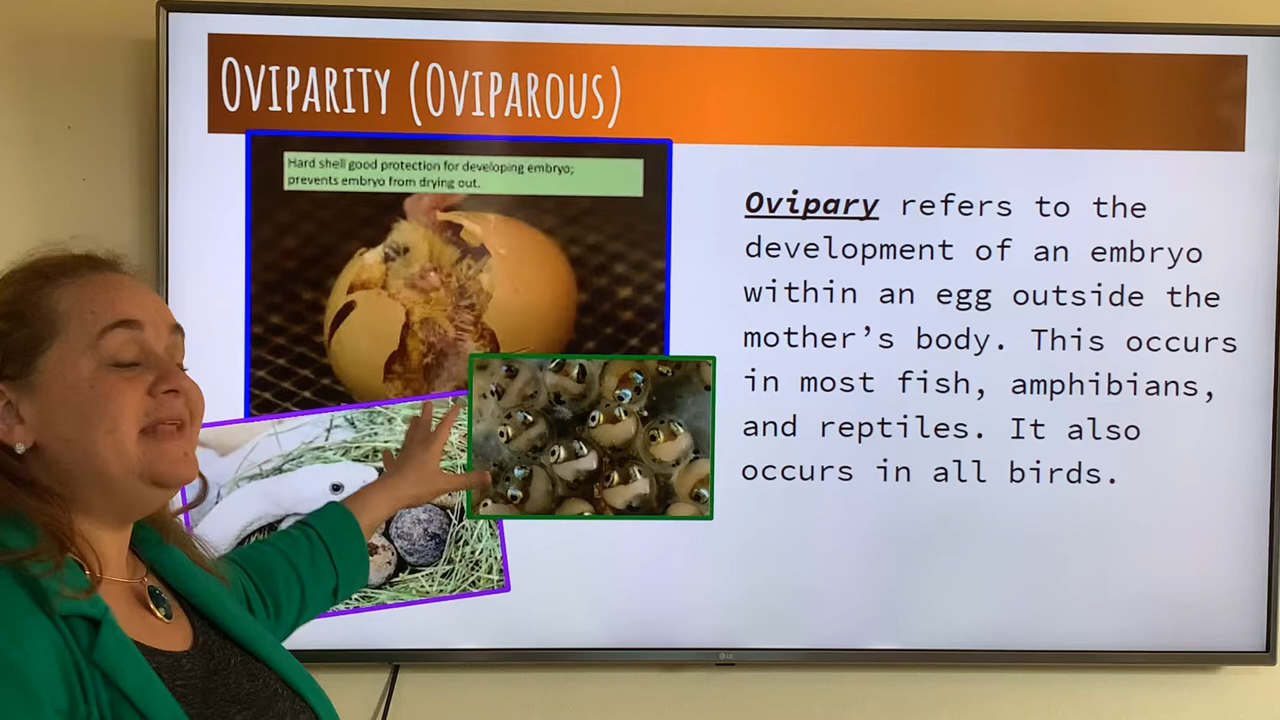 OVIPARITY (OVIPAROUS)
Hard shell good protection for developing embryo;
prevents embryo from drying out.
Ovipary refers to the
development of an embryo
within an egg outside the
mother's body. This occurs
in most fish, amphibians,
and reptiles. It also
occurs in all birds.
LG